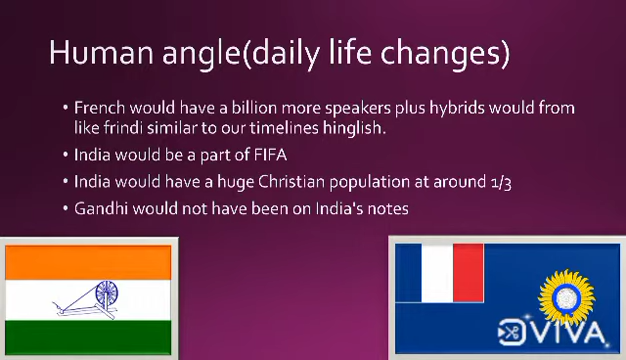 Human angle(daily life changes)
• French would have a billion more speakers plus hybrids would from
like frindi similar to our timelines hinglish.
• India would be a part of FIFA
• India would have a huge Christian population at around 1/3
• Gandhi would not have been on India's notes
VIVA